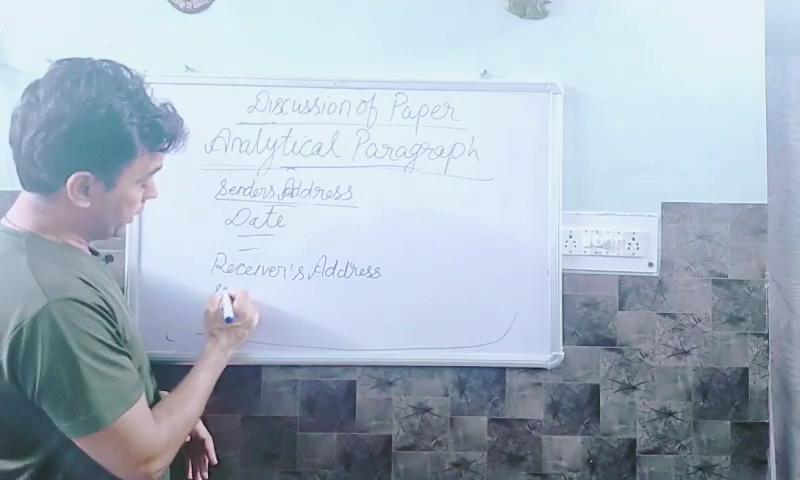 Discussion of Paper
Analytical Paragraph
Senders Address
Date
Receiver's Address